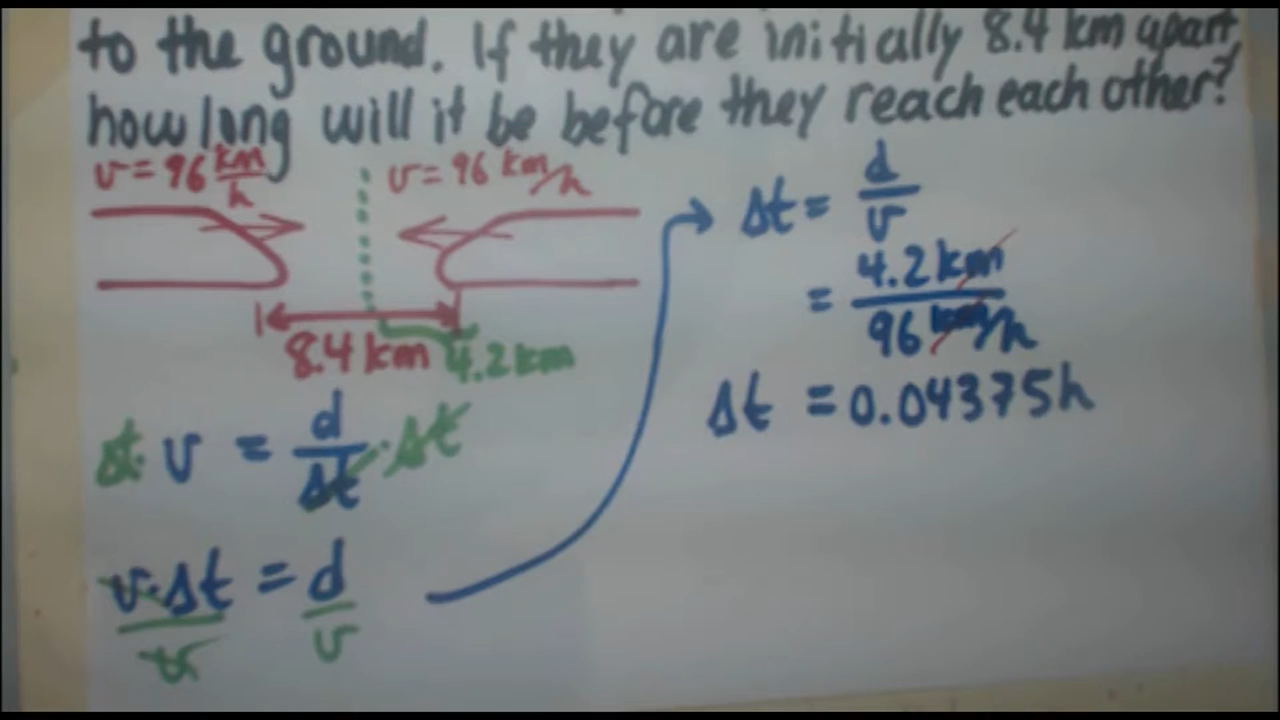 to the ground. If they are initially 8.4 km apart
how long will it be before they reach each other?
v = 96 km/h
v = 96 km/h
8.4 km
4.2 km
Δt · v = d/Δt · Δt
v·Δt/v = d/v
Δt = d/v
= 4.2 km / 96 km/h
Δt = 0.04375h